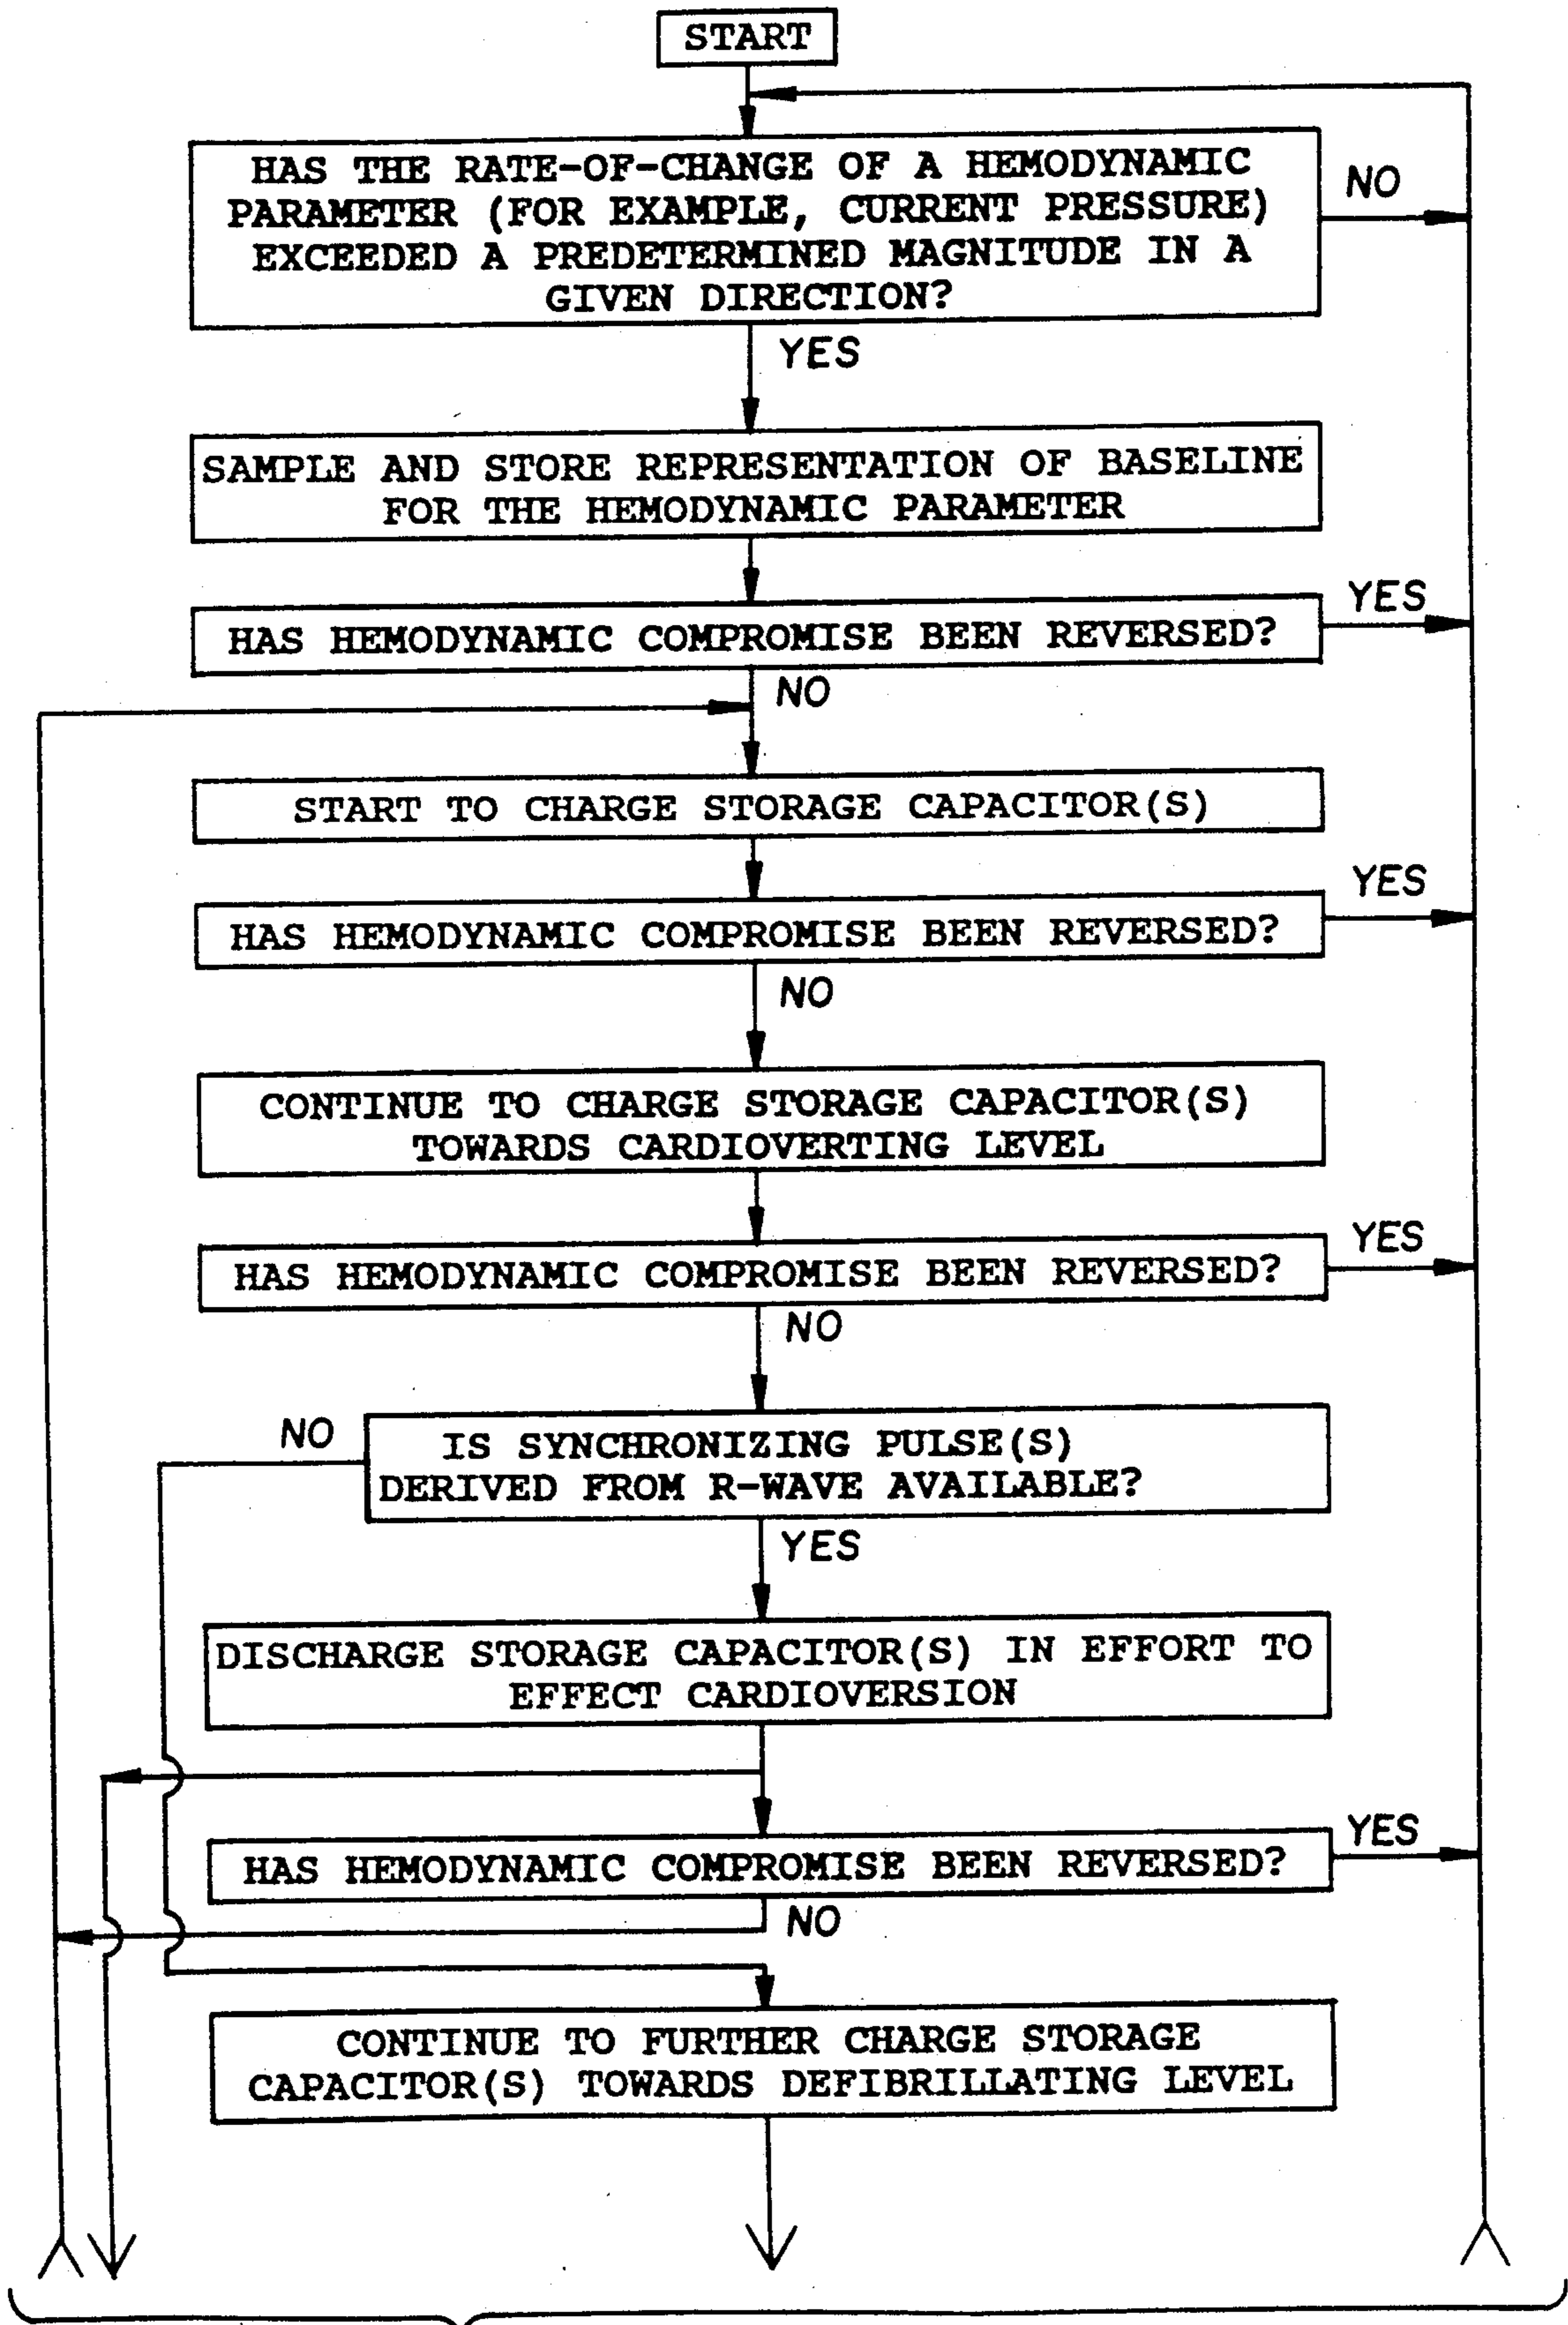 START
HAS THE RATE-OF-CHANGE OF A HEMODYNAMIC
PARAMETER (FOR EXAMPLE, CURRENT PRESSURE)
EXCEEDED A PREDETERMINED MAGNITUDE IN A
GIVEN DIRECTION?
NO
YES
SAMPLE AND STORE REPRESENTATION OF BASELINE
FOR THE HEMODYNAMIC PARAMETER
HAS HEMODYNAMIC COMPROMISE BEEN REVERSED?
YES
NO
START TO CHARGE STORAGE CAPACITOR(S)
HAS HEMODYNAMIC COMPROMISE BEEN REVERSED?
YES
NO
CONTINUE TO CHARGE STORAGE CAPACITOR(S)
TOWARDS CARDIOVERTING LEVEL
HAS HEMODYNAMIC COMPROMISE BEEN REVERSED?
YES
NO
NO
IS SYNCHRONIZING PULSE(S)
DERIVED FROM R-WAVE AVAILABLE?
YES
DISCHARGE STORAGE CAPACITOR(S) IN EFFORT TO
EFFECT CARDIOVERSION
HAS HEMODYNAMIC COMPROMISE BEEN REVERSED?
YES
NO
CONTINUE TO FURTHER CHARGE STORAGE
CAPACITOR(S) TOWARDS DEFIBRILLATING LEVEL